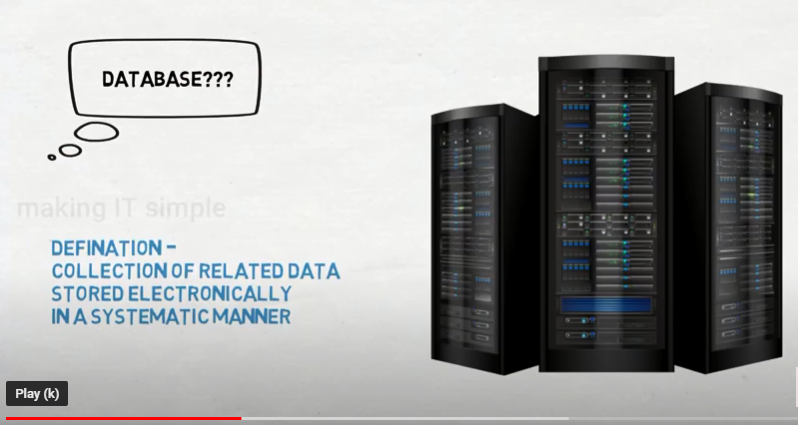 DATABASE???
making IT simple
DEFINATION -
COLLECTION OF RELATED DATA
STORED ELECTRONICALLY
IN A SYSTEMATIC MANNER
Play (k)